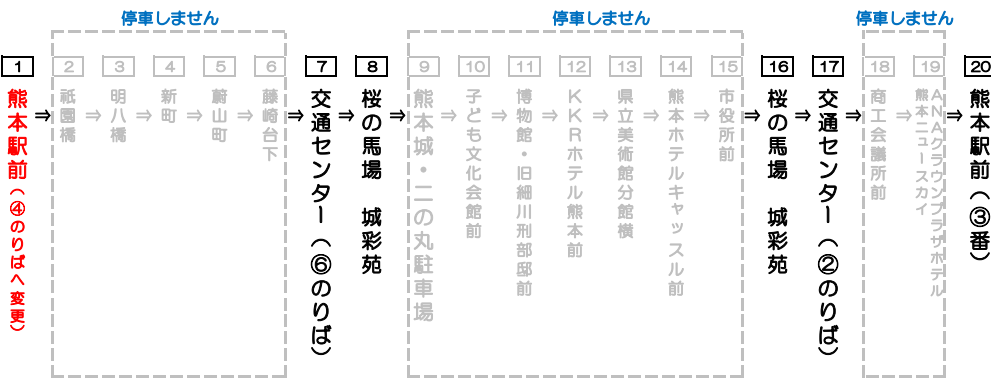 停車しません
停車しません
停車しません
1
熊本駅前(④のりばへ変更)
⇒
2
祇園橋
⇒
3
明八橋
⇒
4
新町
⇒
5
蔚山町
⇒
6
藤崎台下
⇒
7
交通センター(⑥のりば)
⇒
8
桜の馬場 城彩苑
⇒
9
熊本城・二の丸駐車場
⇒
10
子ども文化会館前
⇒
11
博物館・旧細川刑部邸前
⇒
12
KKRホテル熊本前
⇒
13
県立美術館分館横
⇒
14
熊本ホテルキャッスル前
⇒
15
市役所前
⇒
16
桜の馬場 城彩苑
⇒
17
交通センター(②のりば)
⇒
18
商工会議所前
⇒
19
ANAクラウンプラザホテル
熊本ニュースカイ
⇒
20
熊本駅前(③番)